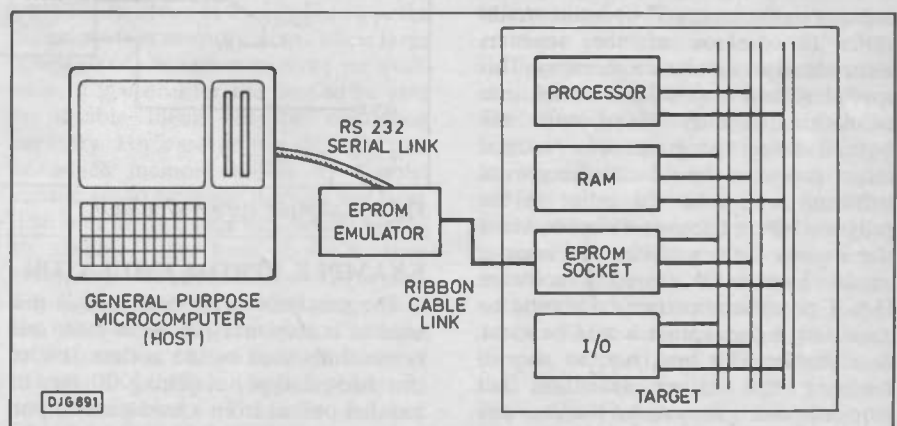 PROCESSOR
RS 232
SERIAL LINK
RAM
EPROM
EMULATOR
EPROM
SOCKET
RIBBON
CABLE
LINK
GENERAL PURPOSE
MICROCOMPUTER
(HOST)
I/O
TARGET
DJG891